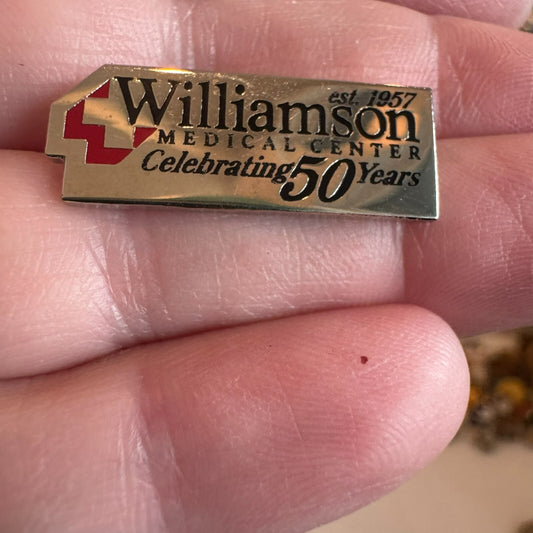 est. 1957
Williamson
MEDICAL CENTER
Celebrating 50 Years